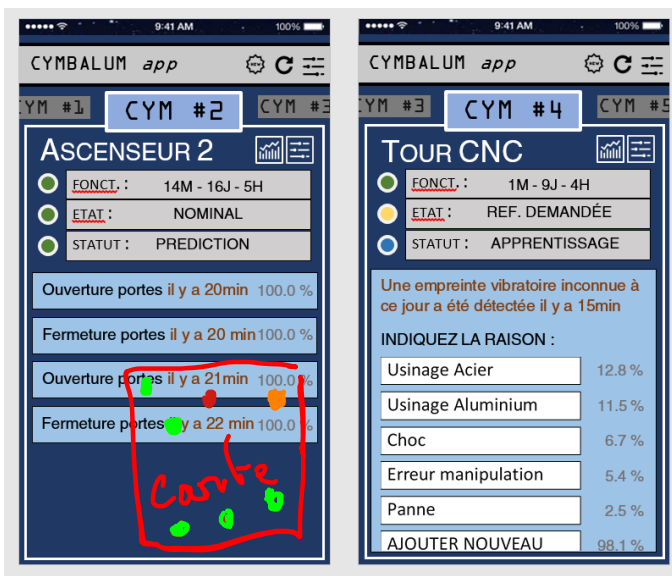 9:41 AM 100%
CYMBALUM app NEW
CYM #1 CYM #2 CYM #3
ASCENSEUR 2
FONCT. : 14M - 16J - 5H
ETAT : NOMINAL
STATUT : PREDICTION
Ouverture portes il y a 20min 100.0 %
Fermeture portes il y a 20 min 100.0 %
Ouverture portes il y a 21min 100.0 %
Fermeture portes il y a 22 min 100.0 %
Carte
9:41 AM 100%
CYMBALUM app NEW
CYM #3 CYM #4 CYM #5
TOUR CNC
FONCT. : 1M - 9J - 4H
ETAT : REF. DEMANDÉE
STATUT : APPRENTISSAGE
Une empreinte vibratoire inconnue à
ce jour a été détectée il y a 15min
INDIQUEZ LA RAISON :
Usinage Acier 12.8 %
Usinage Aluminium 11.5 %
Choc 6.7 %
Erreur manipulation 5.4 %
Panne 2.5 %
AJOUTER NOUVEAU 98.1 %